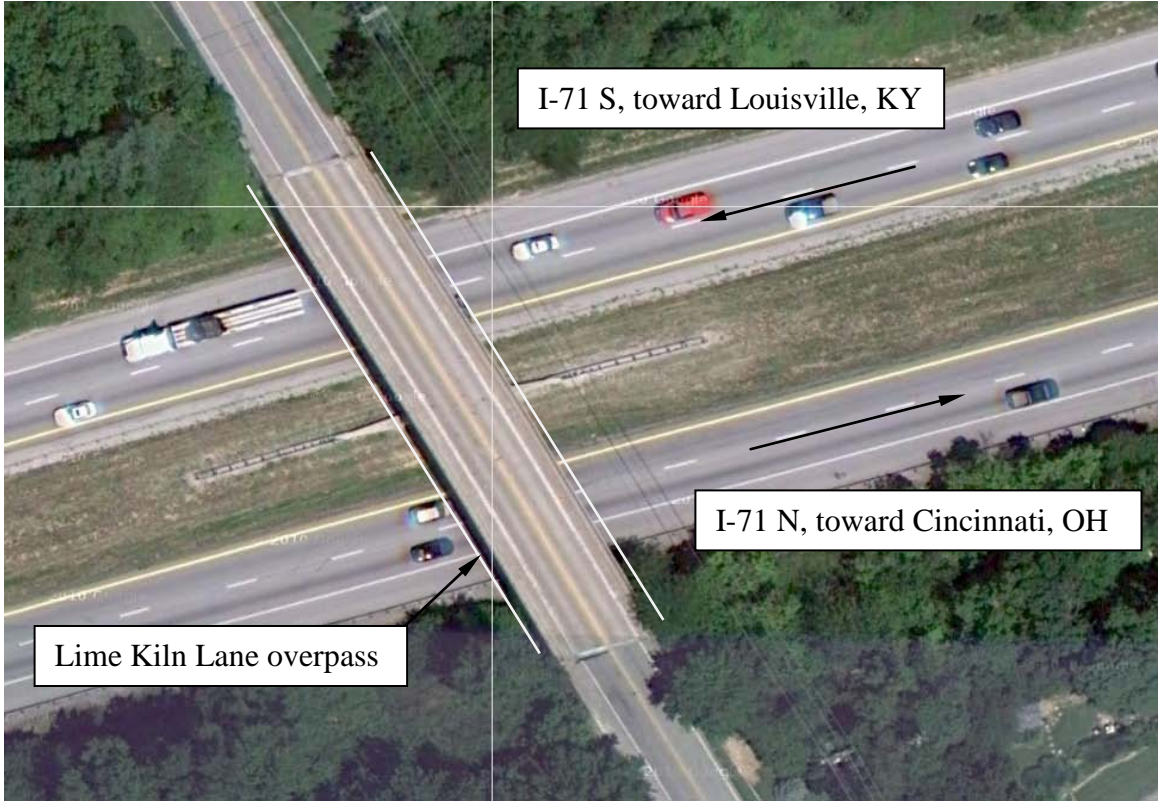 I-71 S, toward Louisville, KY
I-71 N, toward Cincinnati, OH
Lime Kiln Lane overpass